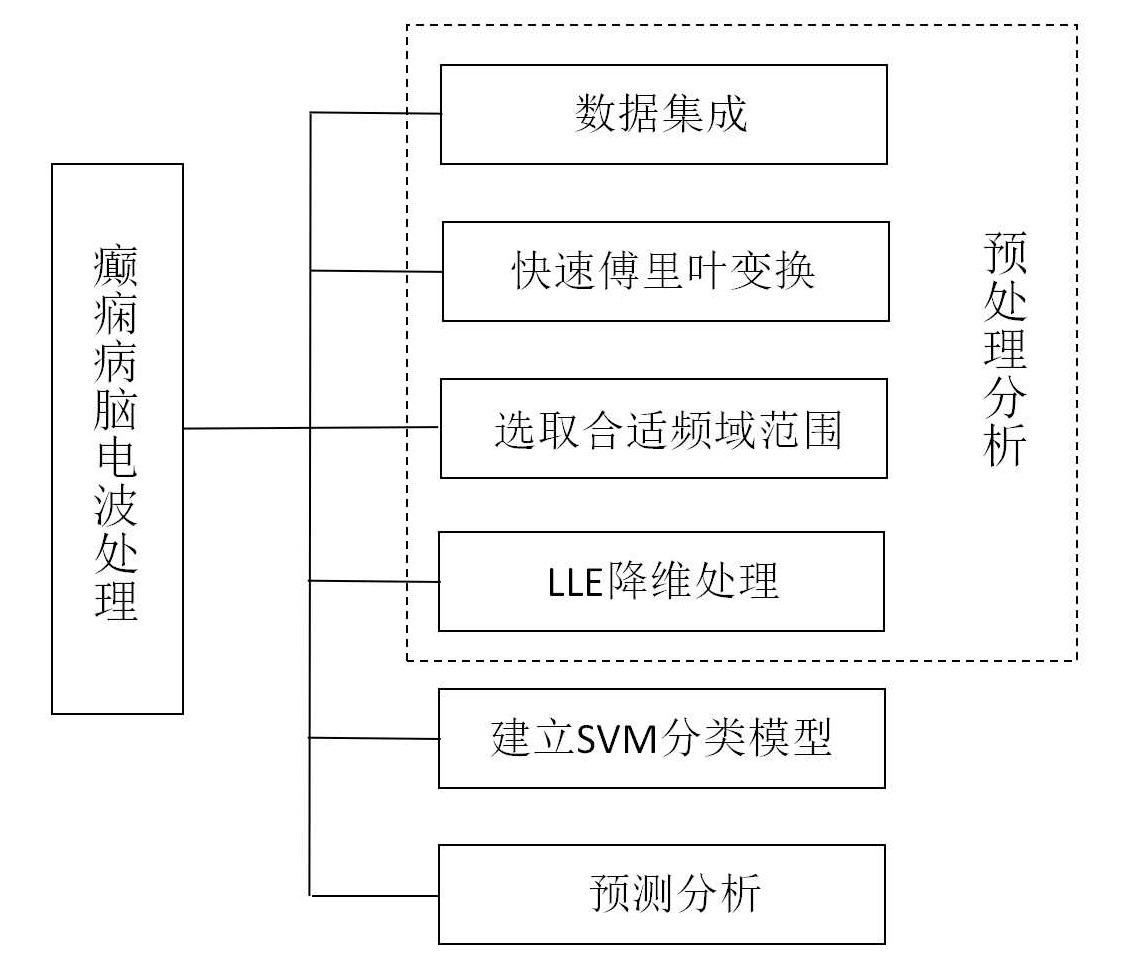 癫痫病脑电波处理
数据集成
快速傅里叶变换
选取合适频域范围
LLE降维处理
预处理分析
建立SVM分类模型
预测分析